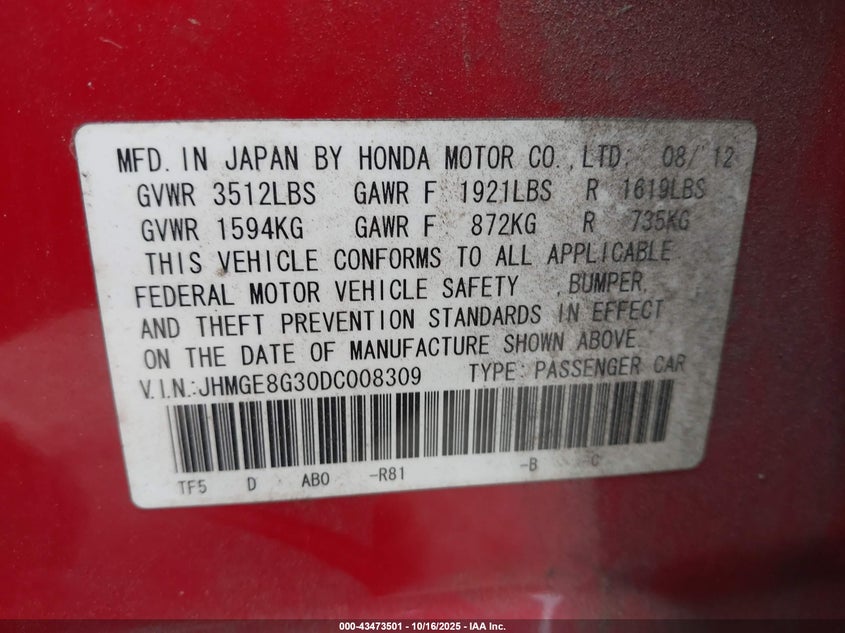 MFD. IN JAPAN BY HONDA MOTOR CO., LTD. 08/ 12
GVWR 3512LBS GAWR F 1921LBS R 1619LBS
GVWR 1594KG GAWR F 872KG R 735KG
THIS VEHICLE CONFORMS TO ALL APPLICABLE
FEDERAL MOTOR VEHICLE SAFETY , BUMPER,
AND THEFT PREVENTION STANDARDS IN EFFECT
ON THE DATE OF MANUFACTURE SHOWN ABOVE
V.I.N.:JHMGE8G30DC008309 TYPE: PASSENGER CAR
TF5 D AB0 -R81 -B -C
000-43473501 - 10/16/2025 - IAA Inc.